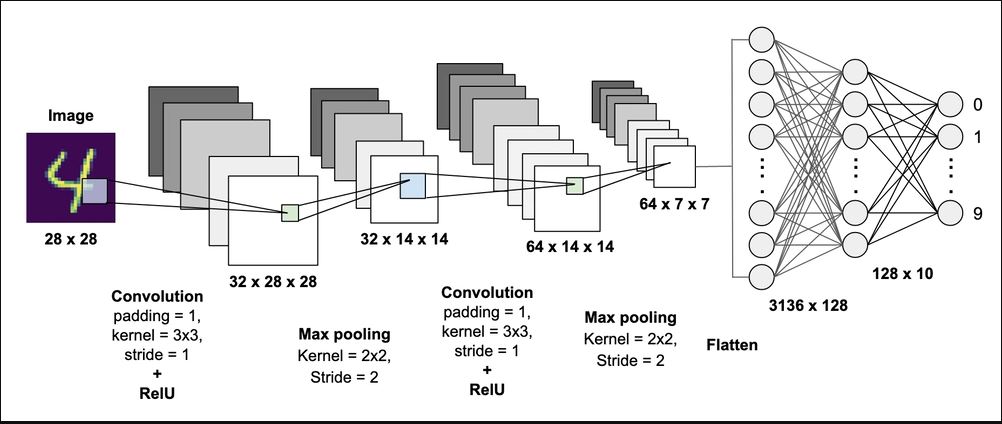 Image
28 x 28
32 x 28 x 28
Convolution
padding = 1,
kernel = 3x3,
stride = 1
+
RelU
32 x 14 x 14
Max pooling
Kernel = 2x2,
Stride = 2
64 x 14 x 14
Convolution
padding = 1,
kernel = 3x3,
stride = 1
+
RelU
64 x 7 x 7
Max pooling
Kernel = 2x2,
Stride = 2
Flatten
3136 x 128
128 x 10
0
1
9